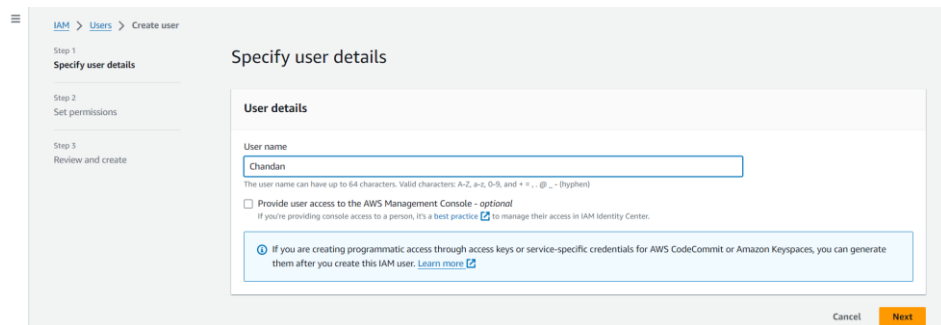 IAM > Users > Create user
Step 1
Specify user details
Step 2
Set permissions
Step 3
Review and create
Specify user details
User details
User name
Chandan
The user name can have up to 64 characters. Valid characters: A-Z, a-z, 0-9, and + = , . @ _ - (hyphen)
Provide user access to the AWS Management Console - optional
If you're providing console access to a person, it's a best practice to manage their access in IAM Identity Center.
If you are creating programmatic access through access keys or service-specific credentials for AWS CodeCommit or Amazon Keyspaces, you can generate
them after you create this IAM user. Learn more
Cancel
Next